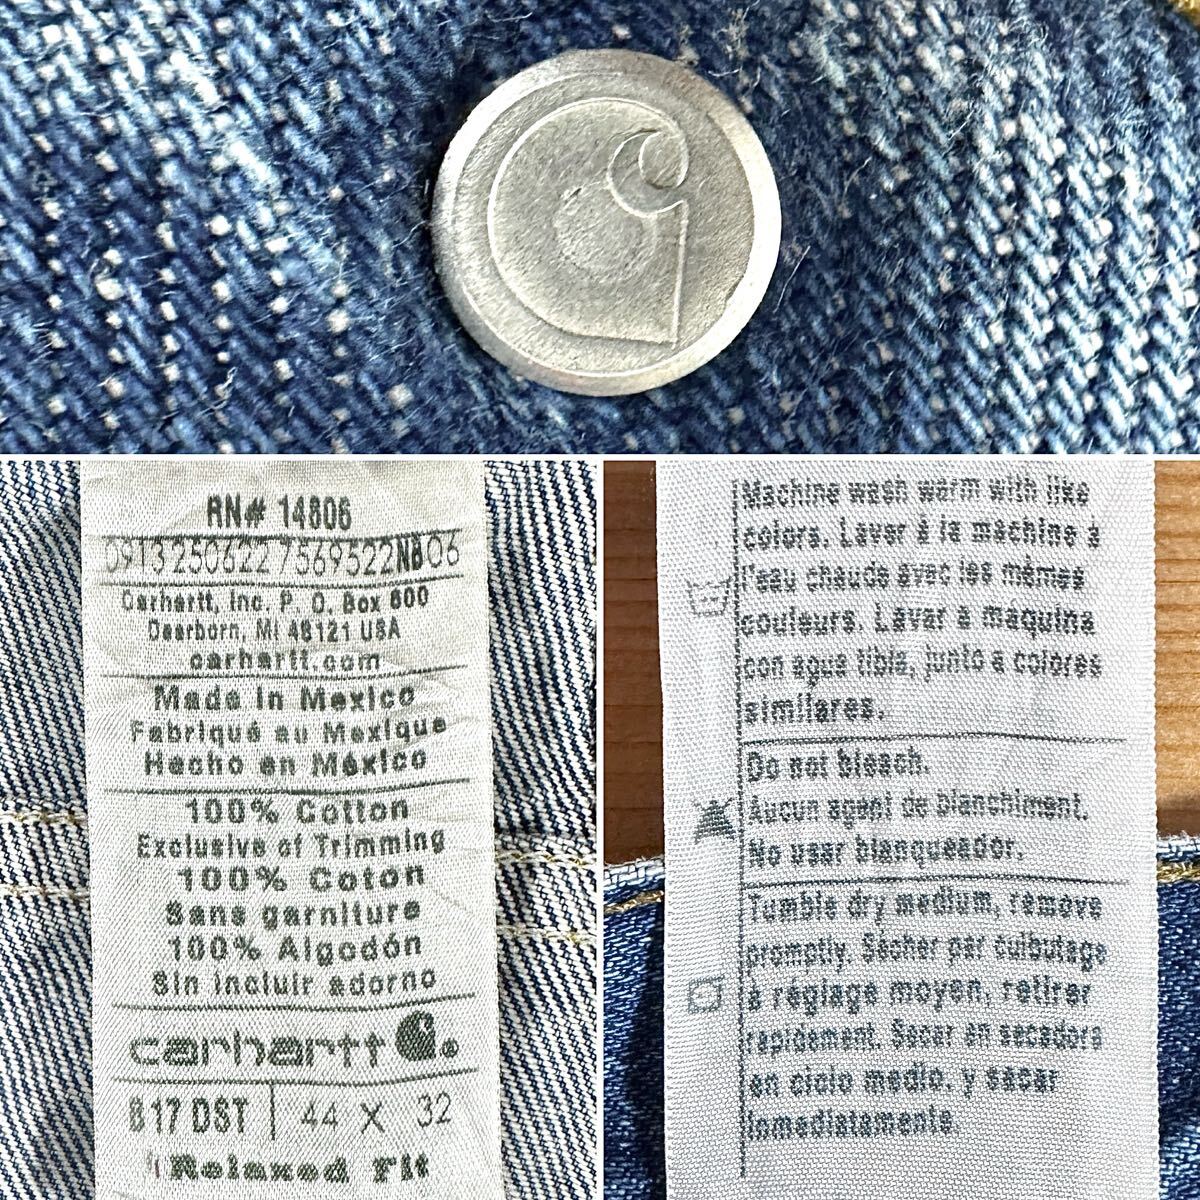 RN# 14806
0913 250622 7569522NB06
Carhartt, Inc. P. O. Box 600
Dearborn, MI 48121 USA
carhartt.com
Made in Mexico
Fabriqué au Mexique
Hecho en México
100% Cotton
Exclusive of Trimming
100% Coton
Sans garniture
100% Algodón
Sin incluir adorno
carhartt
B17 DST | 44 X 32
Relaxed Fit
Machine wash warm with like
colors. Laver à la machine à
l'eau chaude avec les mêmes
couleurs. Lavar a maquina
con agua tibia, junto a colores
similares.
Do not bleach.
Aucun agent de blanchiment.
No usar blanqueador.
Tumble dry medium, remove
promptly. Sécher par culbutage
à réglage moyen, retirer
rapidement. Secar en secadora
en ciclo medio, y sacar
inmediatamente.